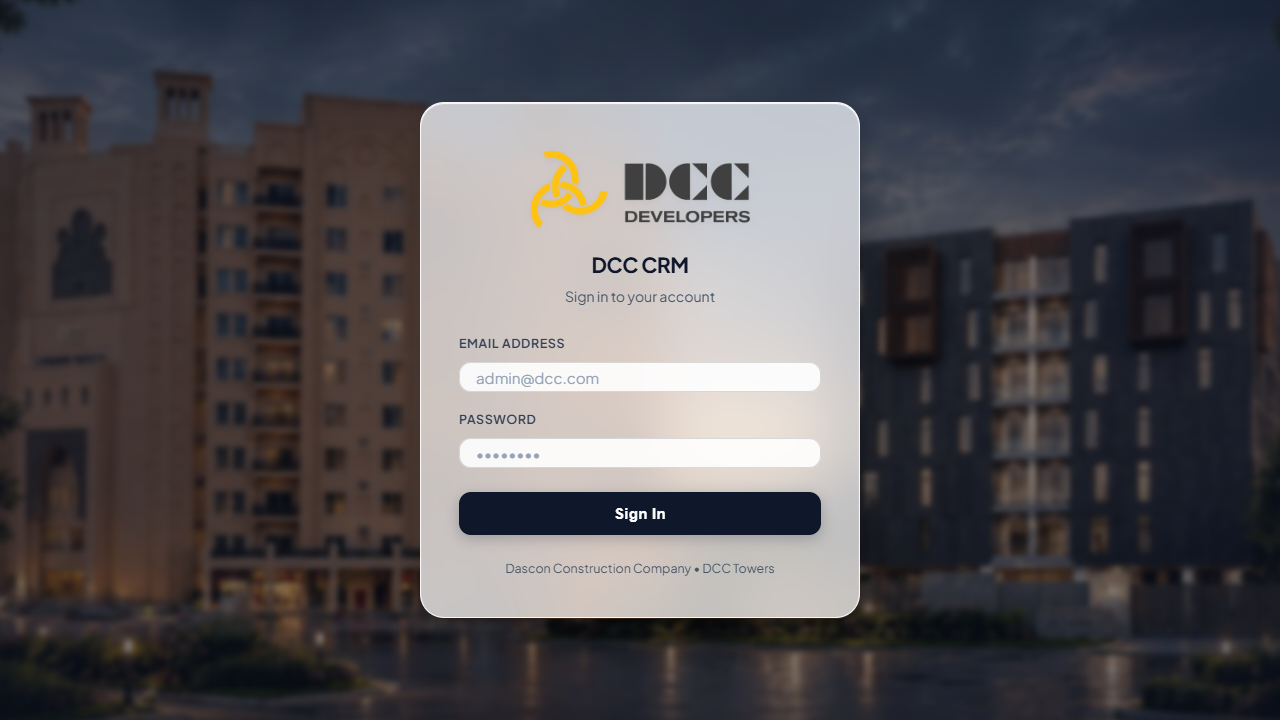 DCC
DEVELOPERS
DCC CRM
Sign in to your account
EMAIL ADDRESS
admin@dcc.com
PASSWORD
••••••••
Sign In
Dascon Construction Company • DCC Towers